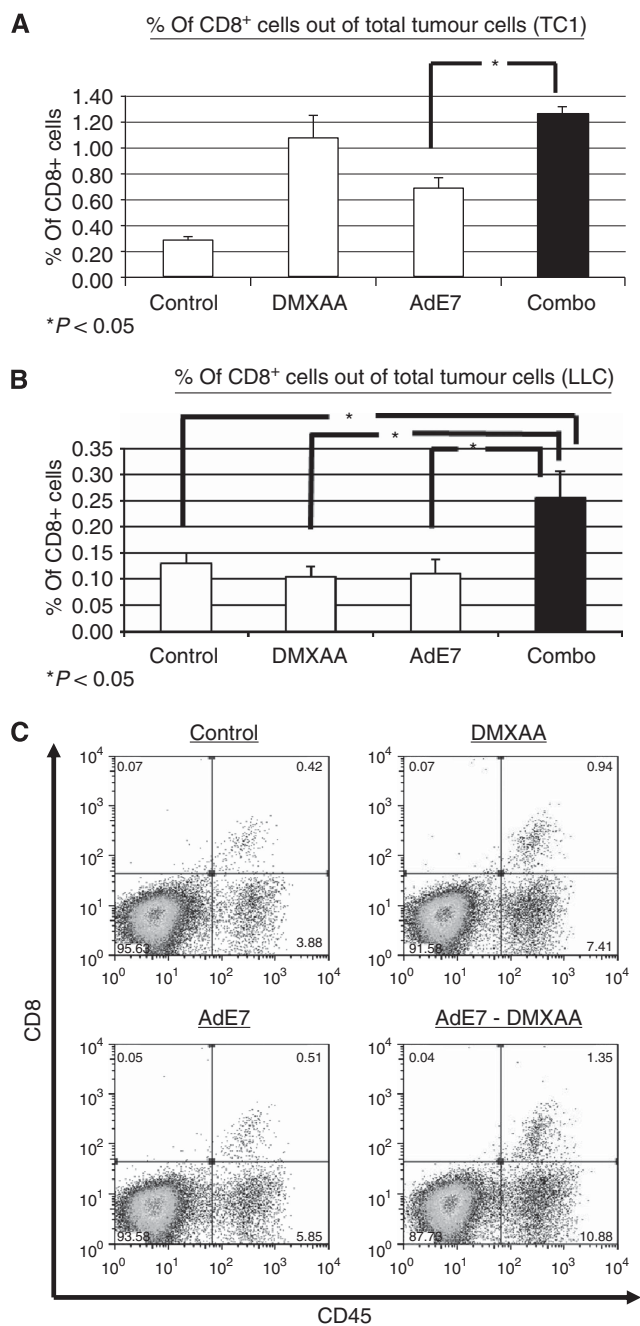 A
% Of CD8+ cells out of total tumour cells (TC1)
*
% Of CD8+ cells
1.40
1.20
1.00
0.80
0.60
0.40
0.20
0.00
Control DMXAA AdE7 Combo
*P < 0.05
B
% Of CD8+ cells out of total tumour cells (LLC)
*
*
*
% Of CD8+ cells
0.35
0.30
0.25
0.20
0.15
0.10
0.05
0.00
Control DMXAA AdE7 Combo
*P < 0.05
C
Control DMXAA
10⁴ 0.07 0.42 10⁴ 0.07 0.94
10³ 10³
10² 10²
10¹ 10¹
95.63 3.88 91.58 7.41
10⁰ 10⁰
10⁰ 10¹ 10² 10³ 10⁴ 10⁰ 10¹ 10² 10³ 10⁴
AdE7 AdE7 - DMXAA
10⁴ 0.05 0.51 10⁴ 0.04 1.35
10³ 10³
10² 10²
10¹ 10¹
93.58 5.85 87.73 10.88
10⁰ 10⁰
10⁰ 10¹ 10² 10³ 10⁴ 10⁰ 10¹ 10² 10³ 10⁴
CD8
CD45